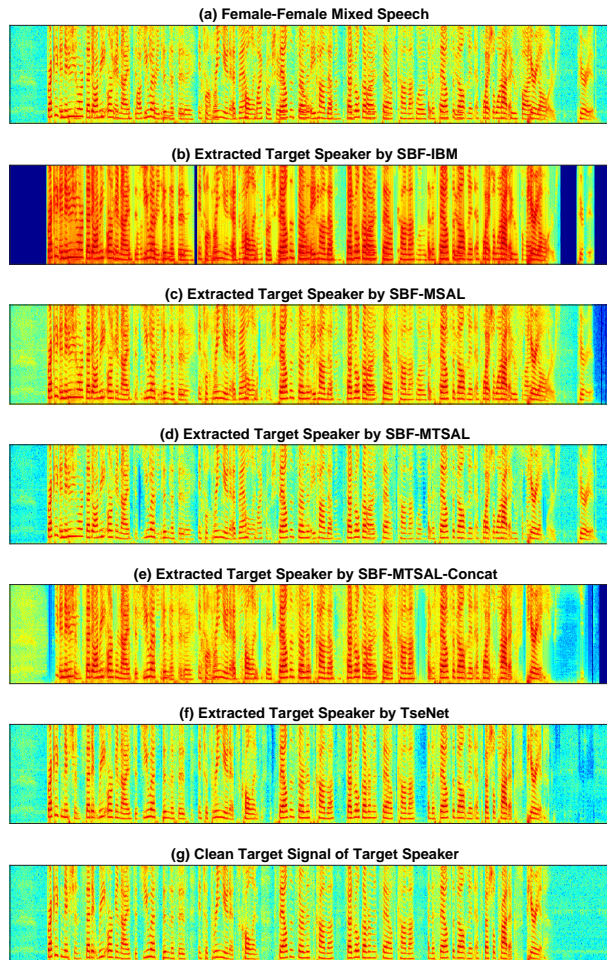 (a) Female-Female Mixed Speech
(b) Extracted Target Speaker by SBF-IBM
(c) Extracted Target Speaker by SBF-MSAL
(d) Extracted Target Speaker by SBF-MTSAL
(e) Extracted Target Speaker by SBF-MTSAL-Concat
(f) Extracted Target Speaker by TseNet
(g) Clean Target Signal of Target Speaker